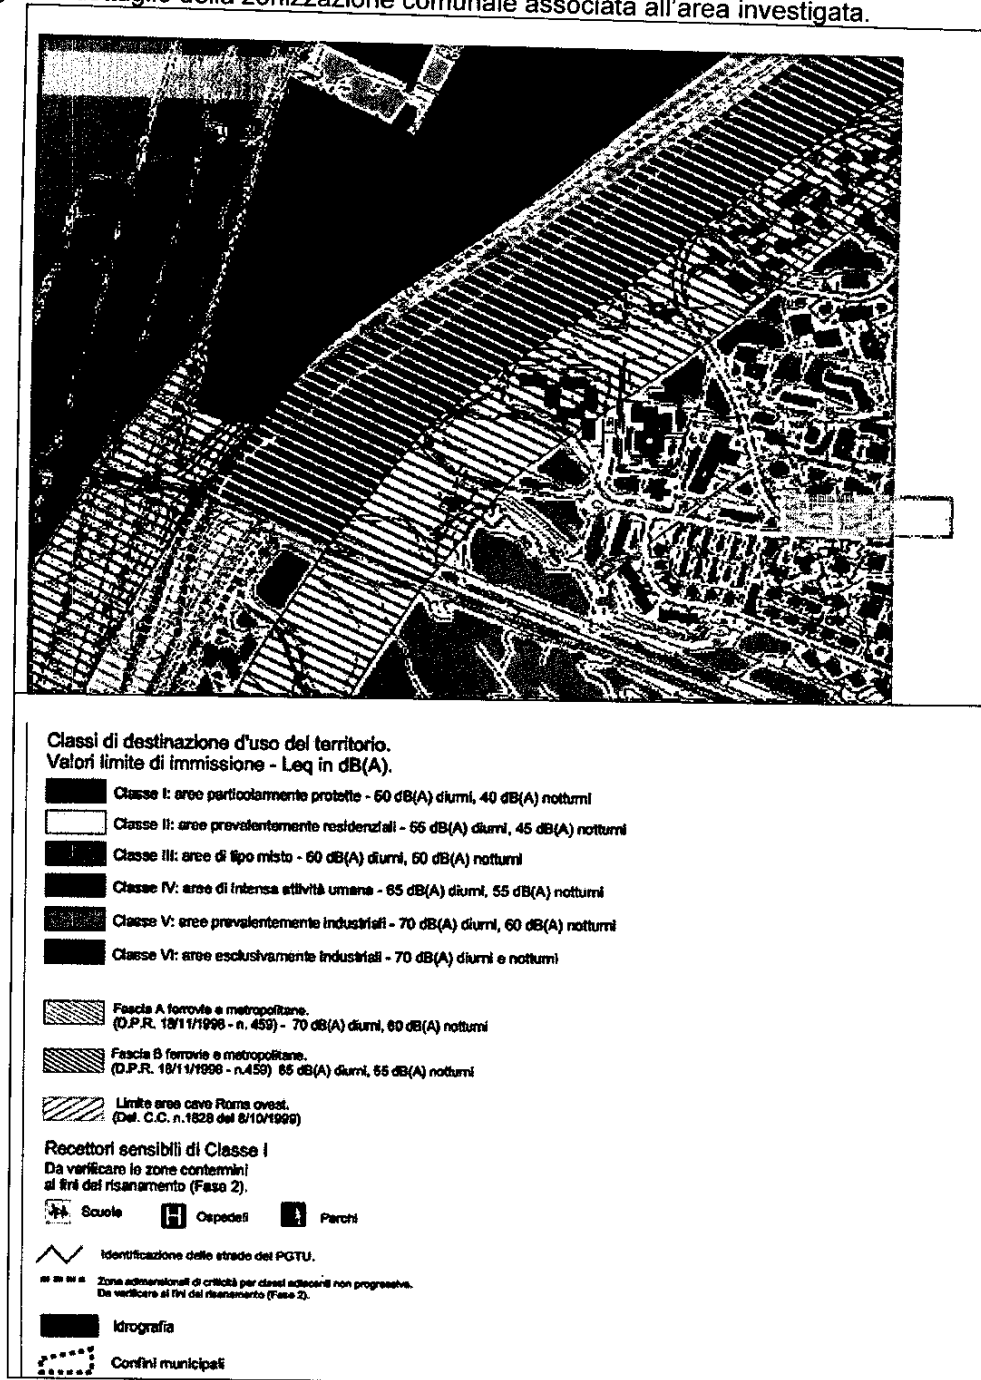 della zonizzazione comunale associata all'area investigata.
Classi di destinazione d'uso del territorio.
Valori limite di immissione - Leq in dB(A).
Classe I: aree particolarmente protette - 50 dB(A) diurni, 40 dB(A) notturni
Classe II: aree prevalentemente residenziali - 55 dB(A) diurni, 45 dB(A) notturni
Classe III: aree di tipo misto - 60 dB(A) diurni, 50 dB(A) notturni
Classe IV: aree di intensa attività umana - 65 dB(A) diurni, 55 dB(A) notturni
Classe V: aree prevalentemente industriali - 70 dB(A) diurni, 60 dB(A) notturni
Classe VI: aree esclusivamente industriali - 70 dB(A) diurni e notturni
Fascia A ferrovie e metropolitane.
(D.P.R. 18/11/1998 - n. 459) - 70 dB(A) diurni, 60 dB(A) notturni
Fascia B ferrovie e metropolitane.
(D.P.R. 18/11/1998 - n.459) 65 dB(A) diurni, 55 dB(A) notturni
Limite aree cave Roma ovest.
(Del. C.C. n.1828 del 8/10/1999)
Recettori sensibili di Classe I
Da verificare le zone contermini
ai fini del risanamento (Fase 2).
Scuole
H Ospedali
Parchi
Identificazione delle strade del PGTU.
Zone adimensionali di criticità per classi adiacenti non progressive.
Da verificare ai fini del risanamento (Fase 2).
Idrografia
Confini municipali